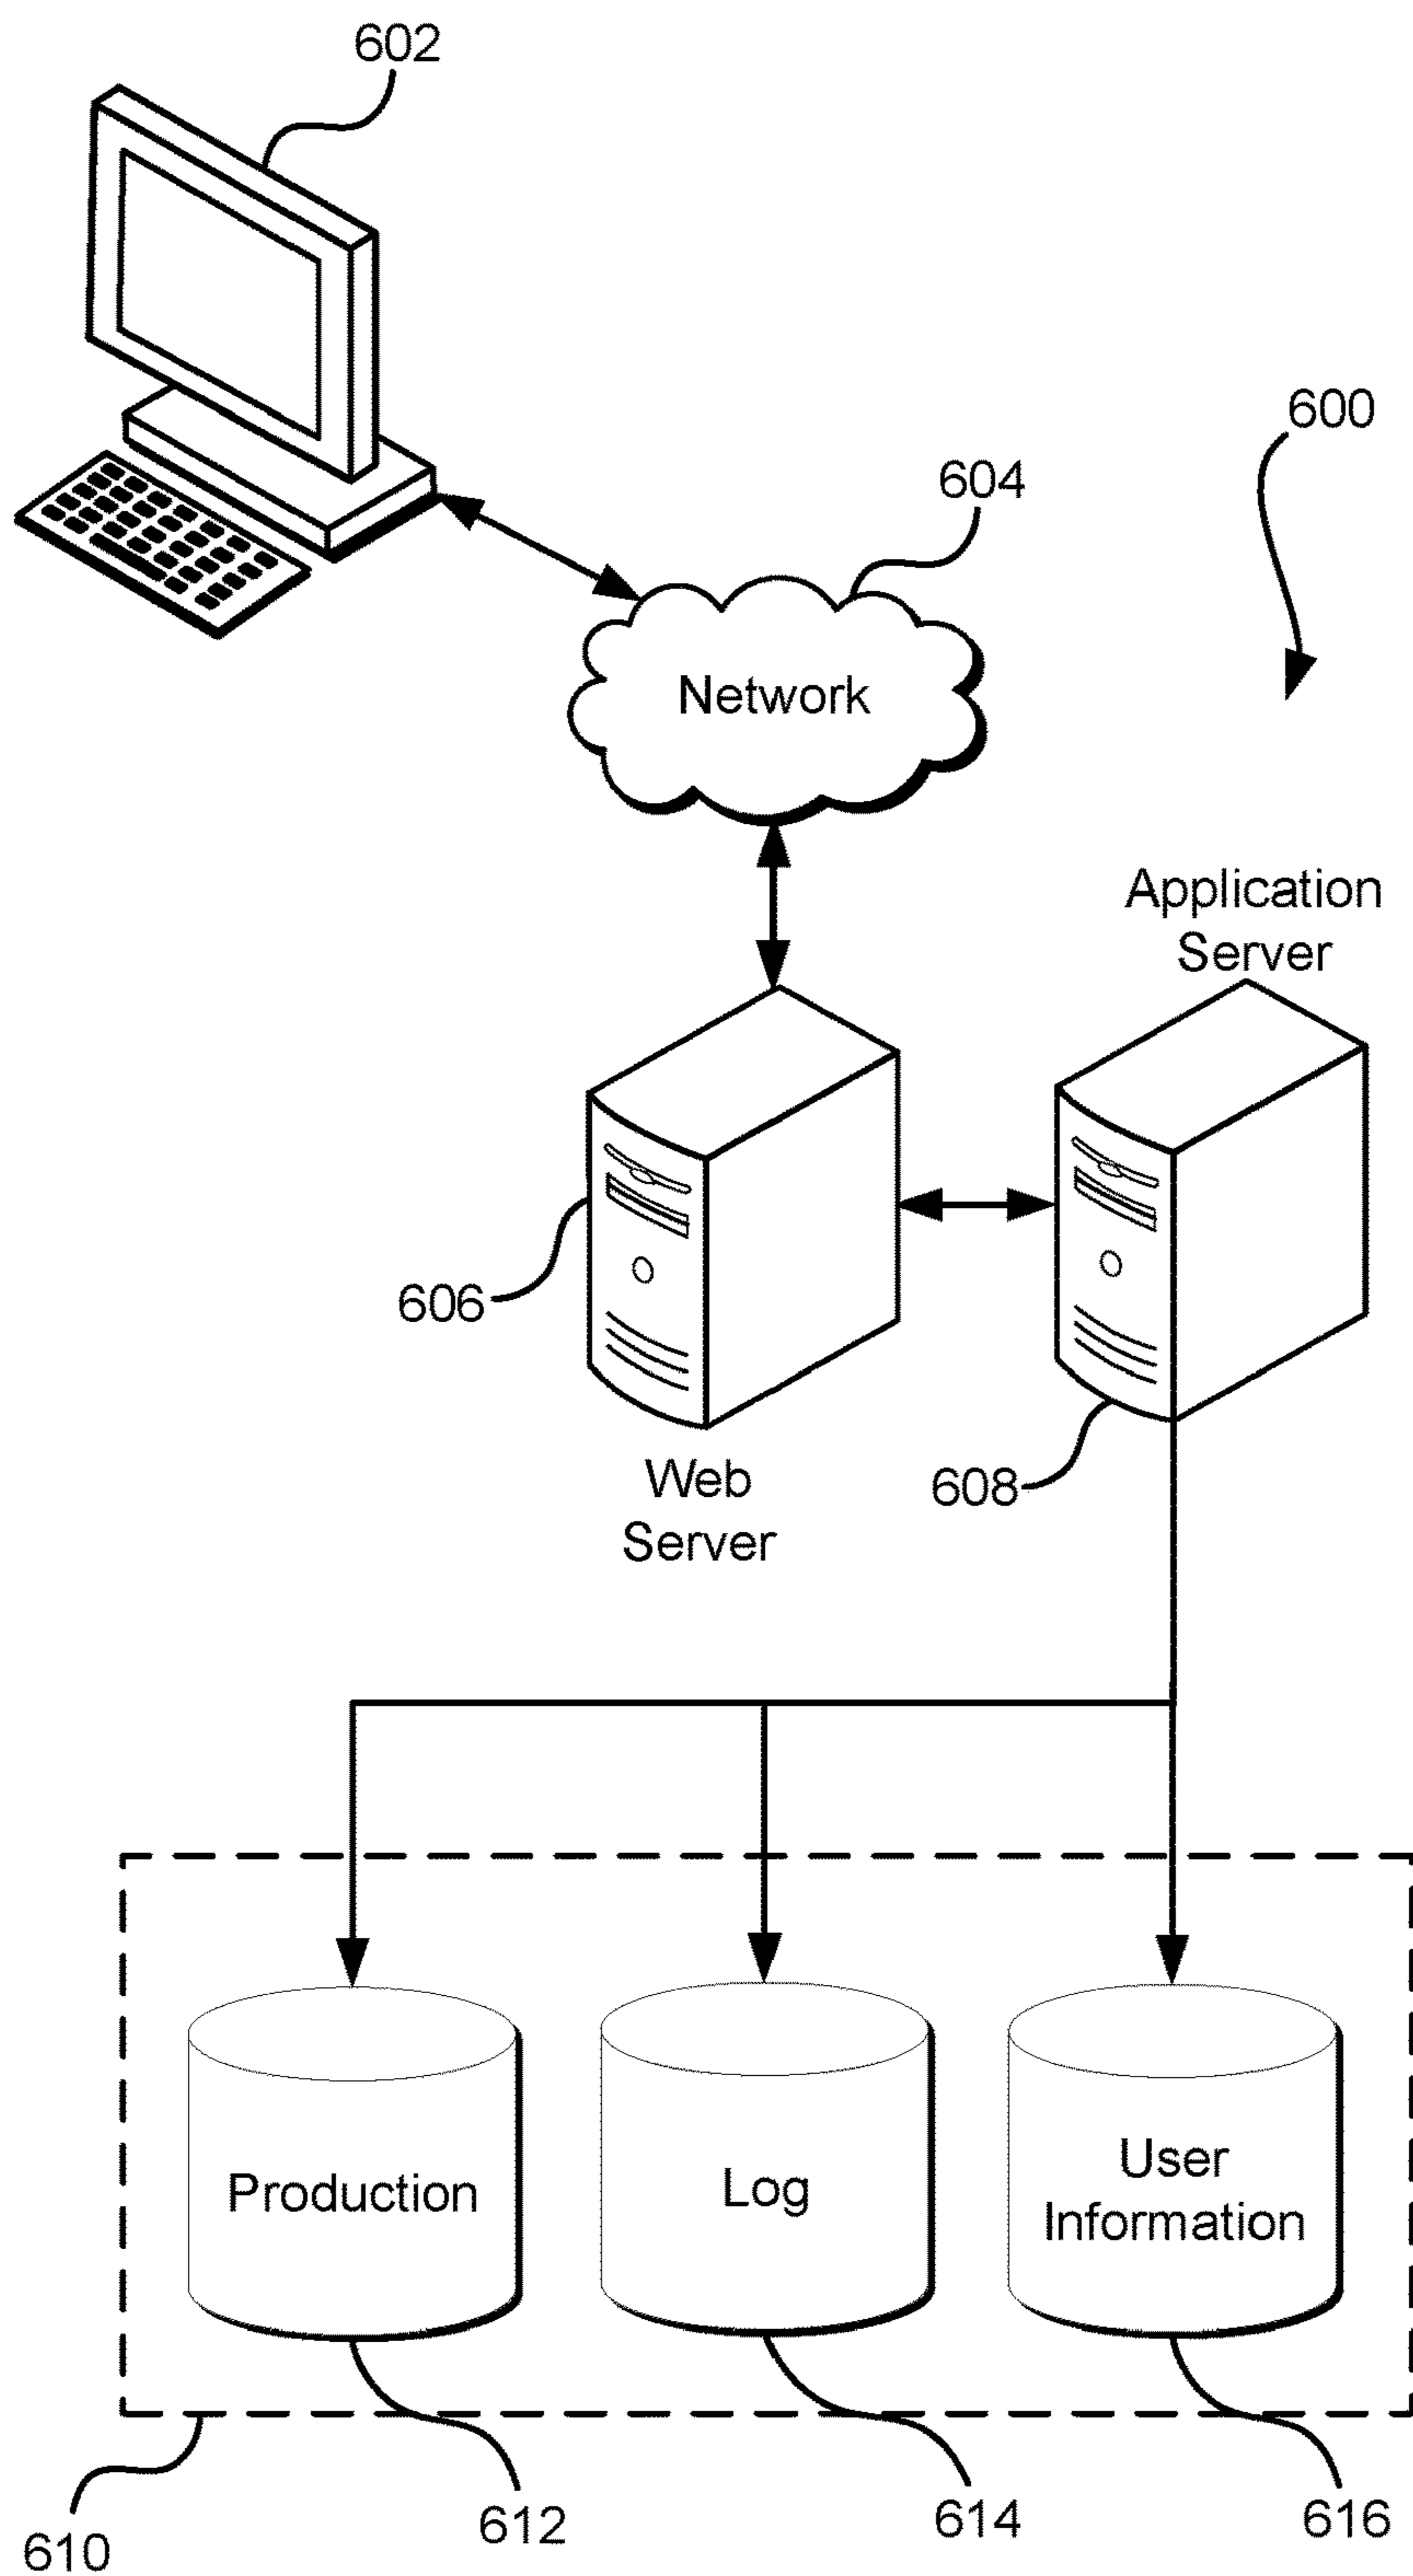 602
600
604
Network
Application
Server
606
Web
Server
608
Production
Log
User
Information
610
612
614
616